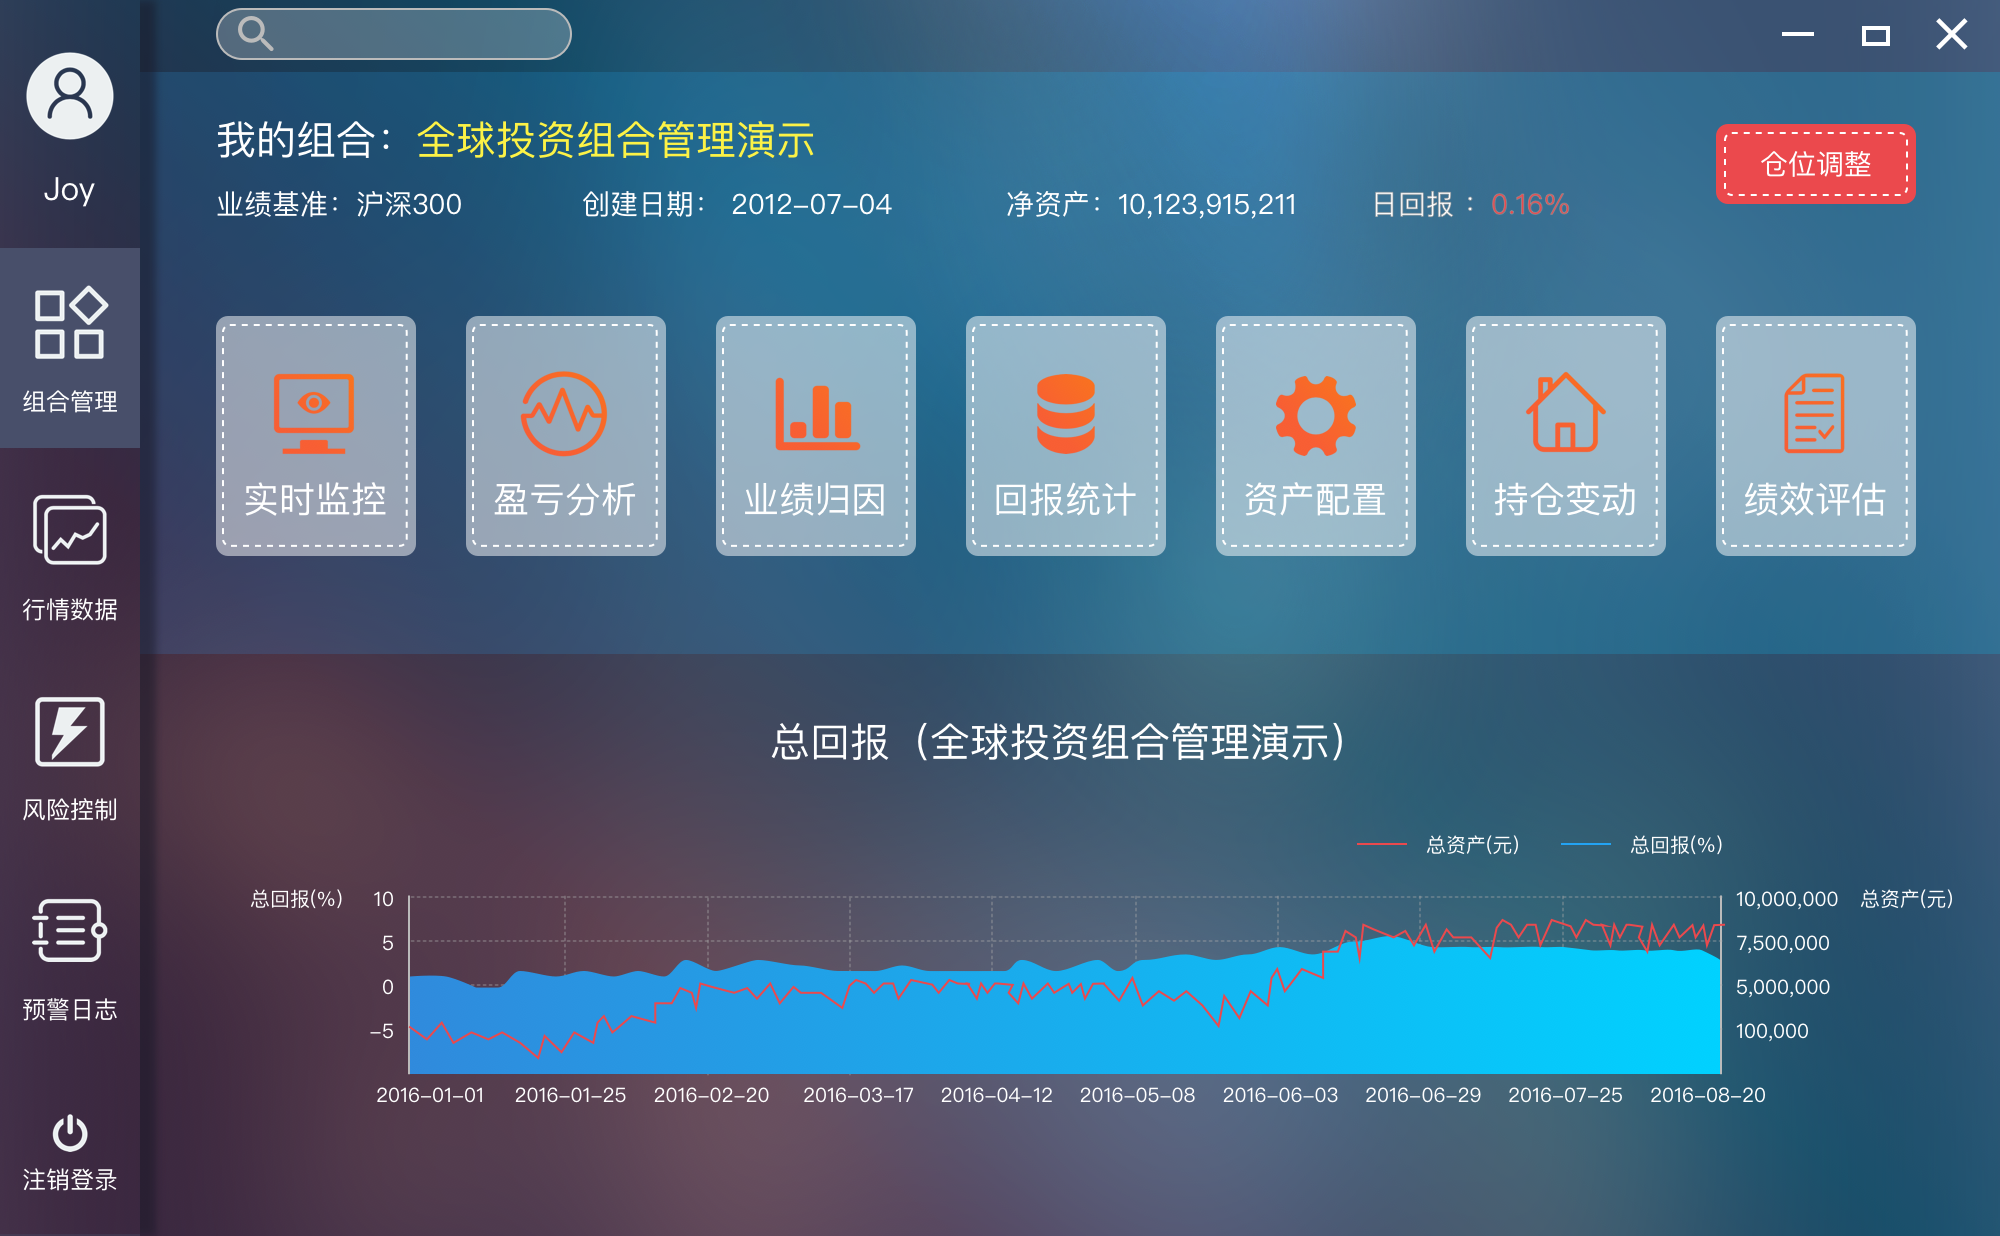 Joy
组合管理
行情数据
风险控制
预警日志
注销登录
我的组合：全球投资组合管理演示
业绩基准：沪深300 创建日期：2012-07-04 净资产：10,123,915,211 日回报：0.16%
仓位调整
实时监控 盈亏分析 业绩归因 回报统计 资产配置 持仓变动 绩效评估
总回报（全球投资组合管理演示）
总资产(元) 总回报(%)
总回报(%) 10 10,000,000 总资产(元)
5 7,500,000
0 5,000,000
-5 100,000
2016-01-01 2016-01-25 2016-02-20 2016-03-17 2016-04-12 2016-05-08 2016-06-03 2016-06-29 2016-07-25 2016-08-20